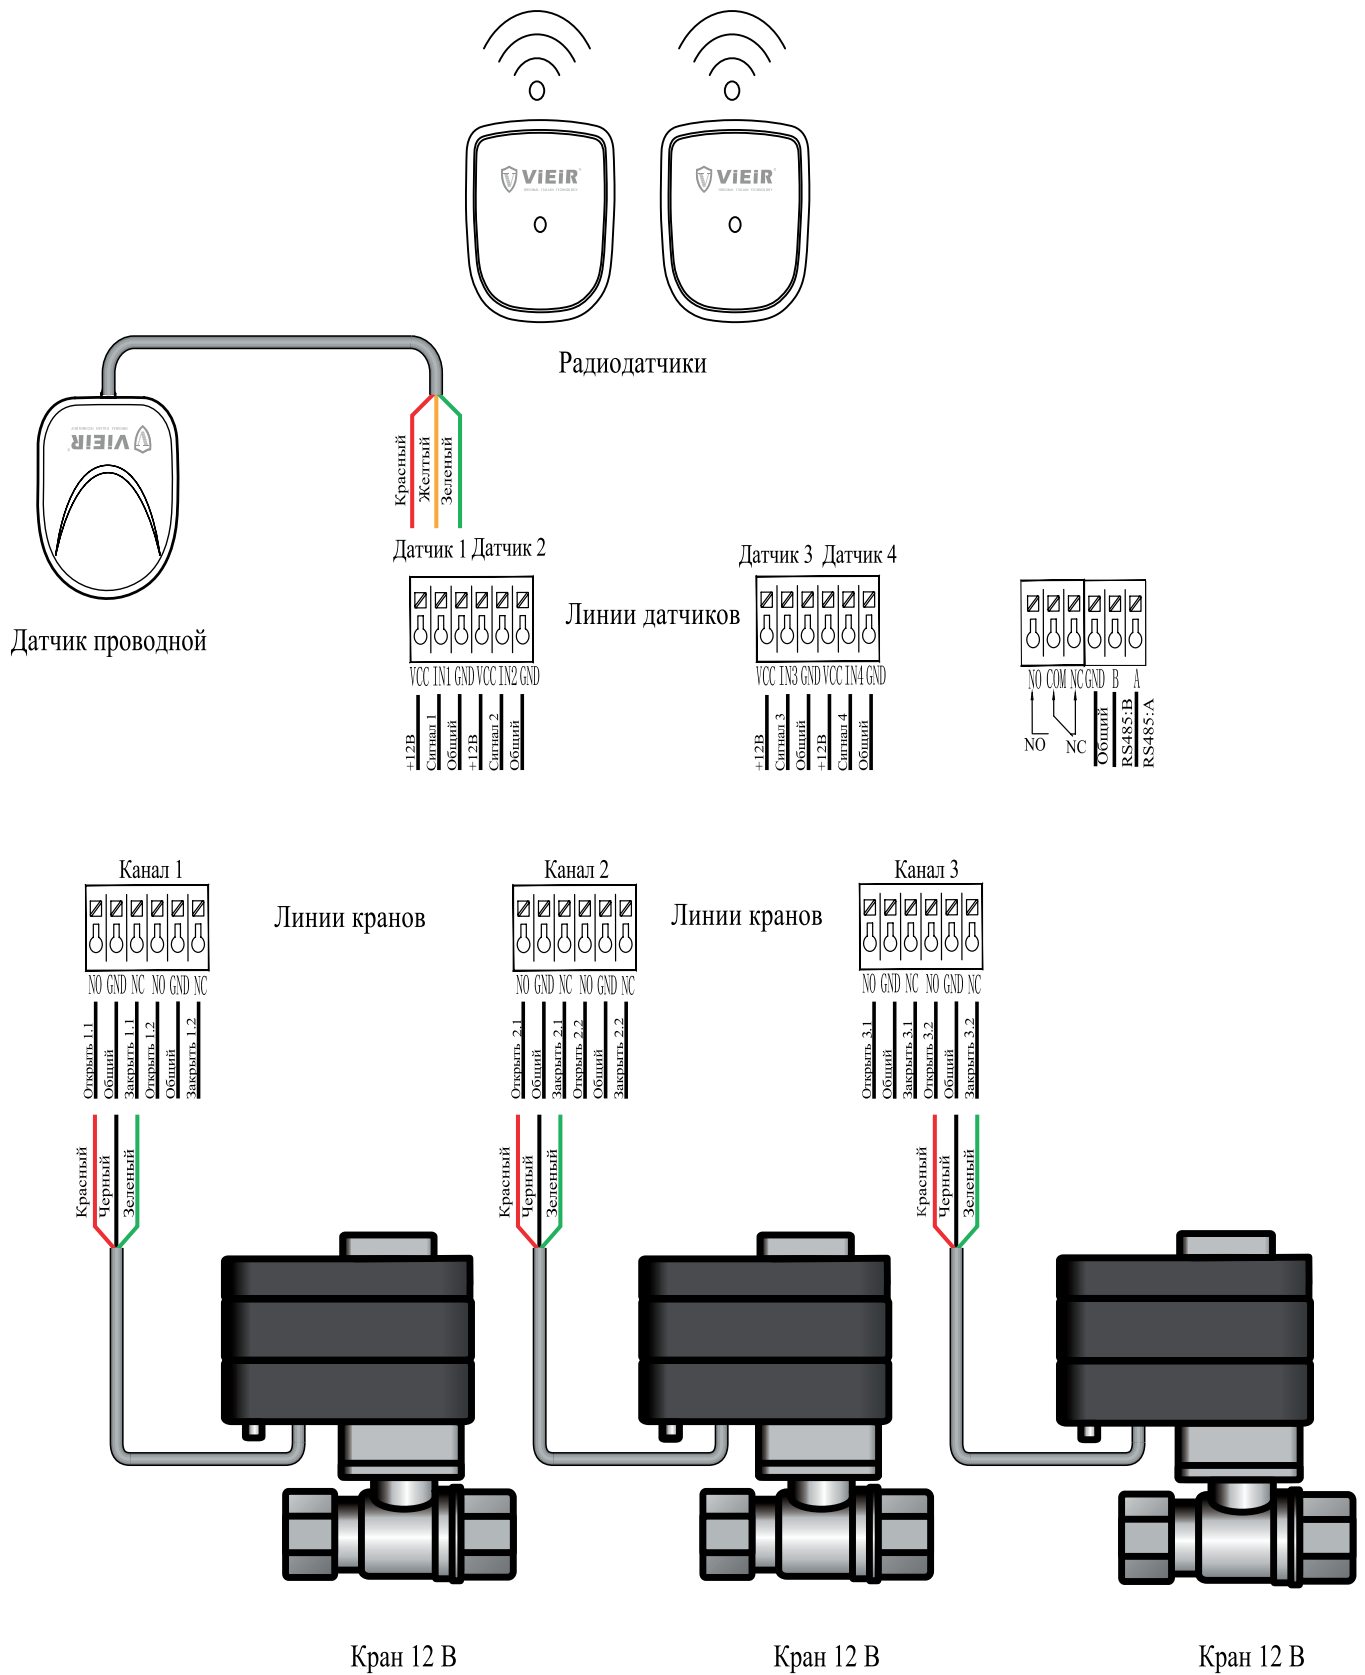 ViEiR
ViEiR
Радиодатчики
ViEiR
Красный
Желтый
Зеленый
Датчик 1 Датчик 2
Датчик 3 Датчик 4
Линии датчиков
Датчик проводной
VCC IN1 GND VCC IN2 GND
VCC IN3 GND VCC IN4 GND
NO COM NC GND B A
+12В
Сигнал 1
Общий
+12В
Сигнал 2
Общий
+12В
Сигнал 3
Общий
+12В
Сигнал 4
Общий
NO
NC
Общий
RS485:B
RS485:A
Канал 1
Канал 2
Канал 3
Линии кранов
Линии кранов
NO GND NC NO GND NC
NO GND NC NO GND NC
NO GND NC NO GND NC
Открыть 1.1
Общий
Закрыть 1.1
Открыть 1.2
Общий
Закрыть 1.2
Открыть 2.1
Общий
Закрыть 2.1
Открыть 2.2
Общий
Закрыть 2.2
Открыть 3.1
Общий
Закрыть 3.1
Открыть 3.2
Общий
Закрыть 3.2
Красный
Черный
Зеленый
Красный
Черный
Зеленый
Красный
Черный
Зеленый
Кран 12 В
Кран 12 В
Кран 12 В